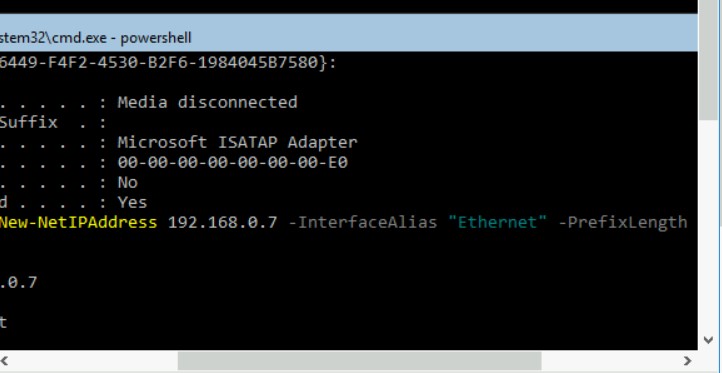 stem32\cmd.exe - powershell
6449-F4F2-4530-B2F6-1984045B7580}:
. . . . . : Media disconnected
Suffix . :
. . . . . : Microsoft ISATAP Adapter
. . . . . : 00-00-00-00-00-00-00-E0
. . . . . : No
d . . . . : Yes
New-NetIPAddress 192.168.0.7 -InterfaceAlias "Ethernet" -PrefixLength
.0.7
t